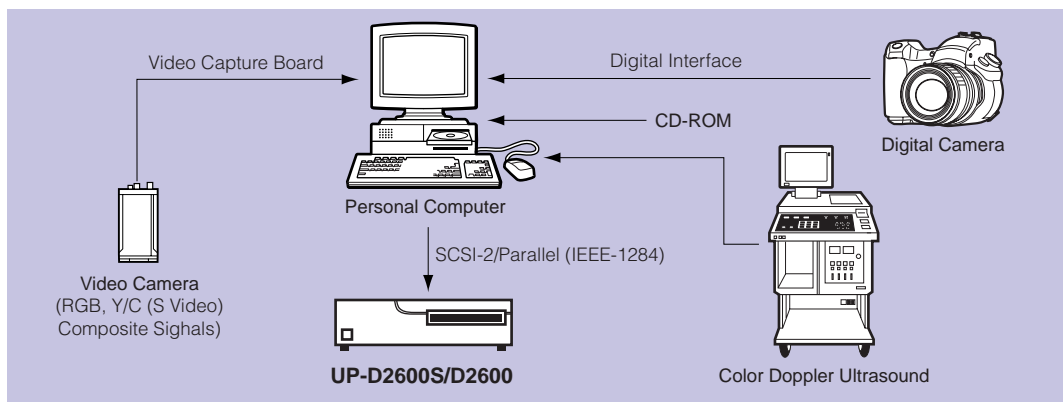 Video Capture Board
Digital Interface
CD-ROM
Digital Camera
Personal Computer
SCSI-2/Parallel (IEEE-1284)
Video Camera
(RGB, Y/C (S Video)
Composite Sighals)
UP-D2600S/D2600
Color Doppler Ultrasound